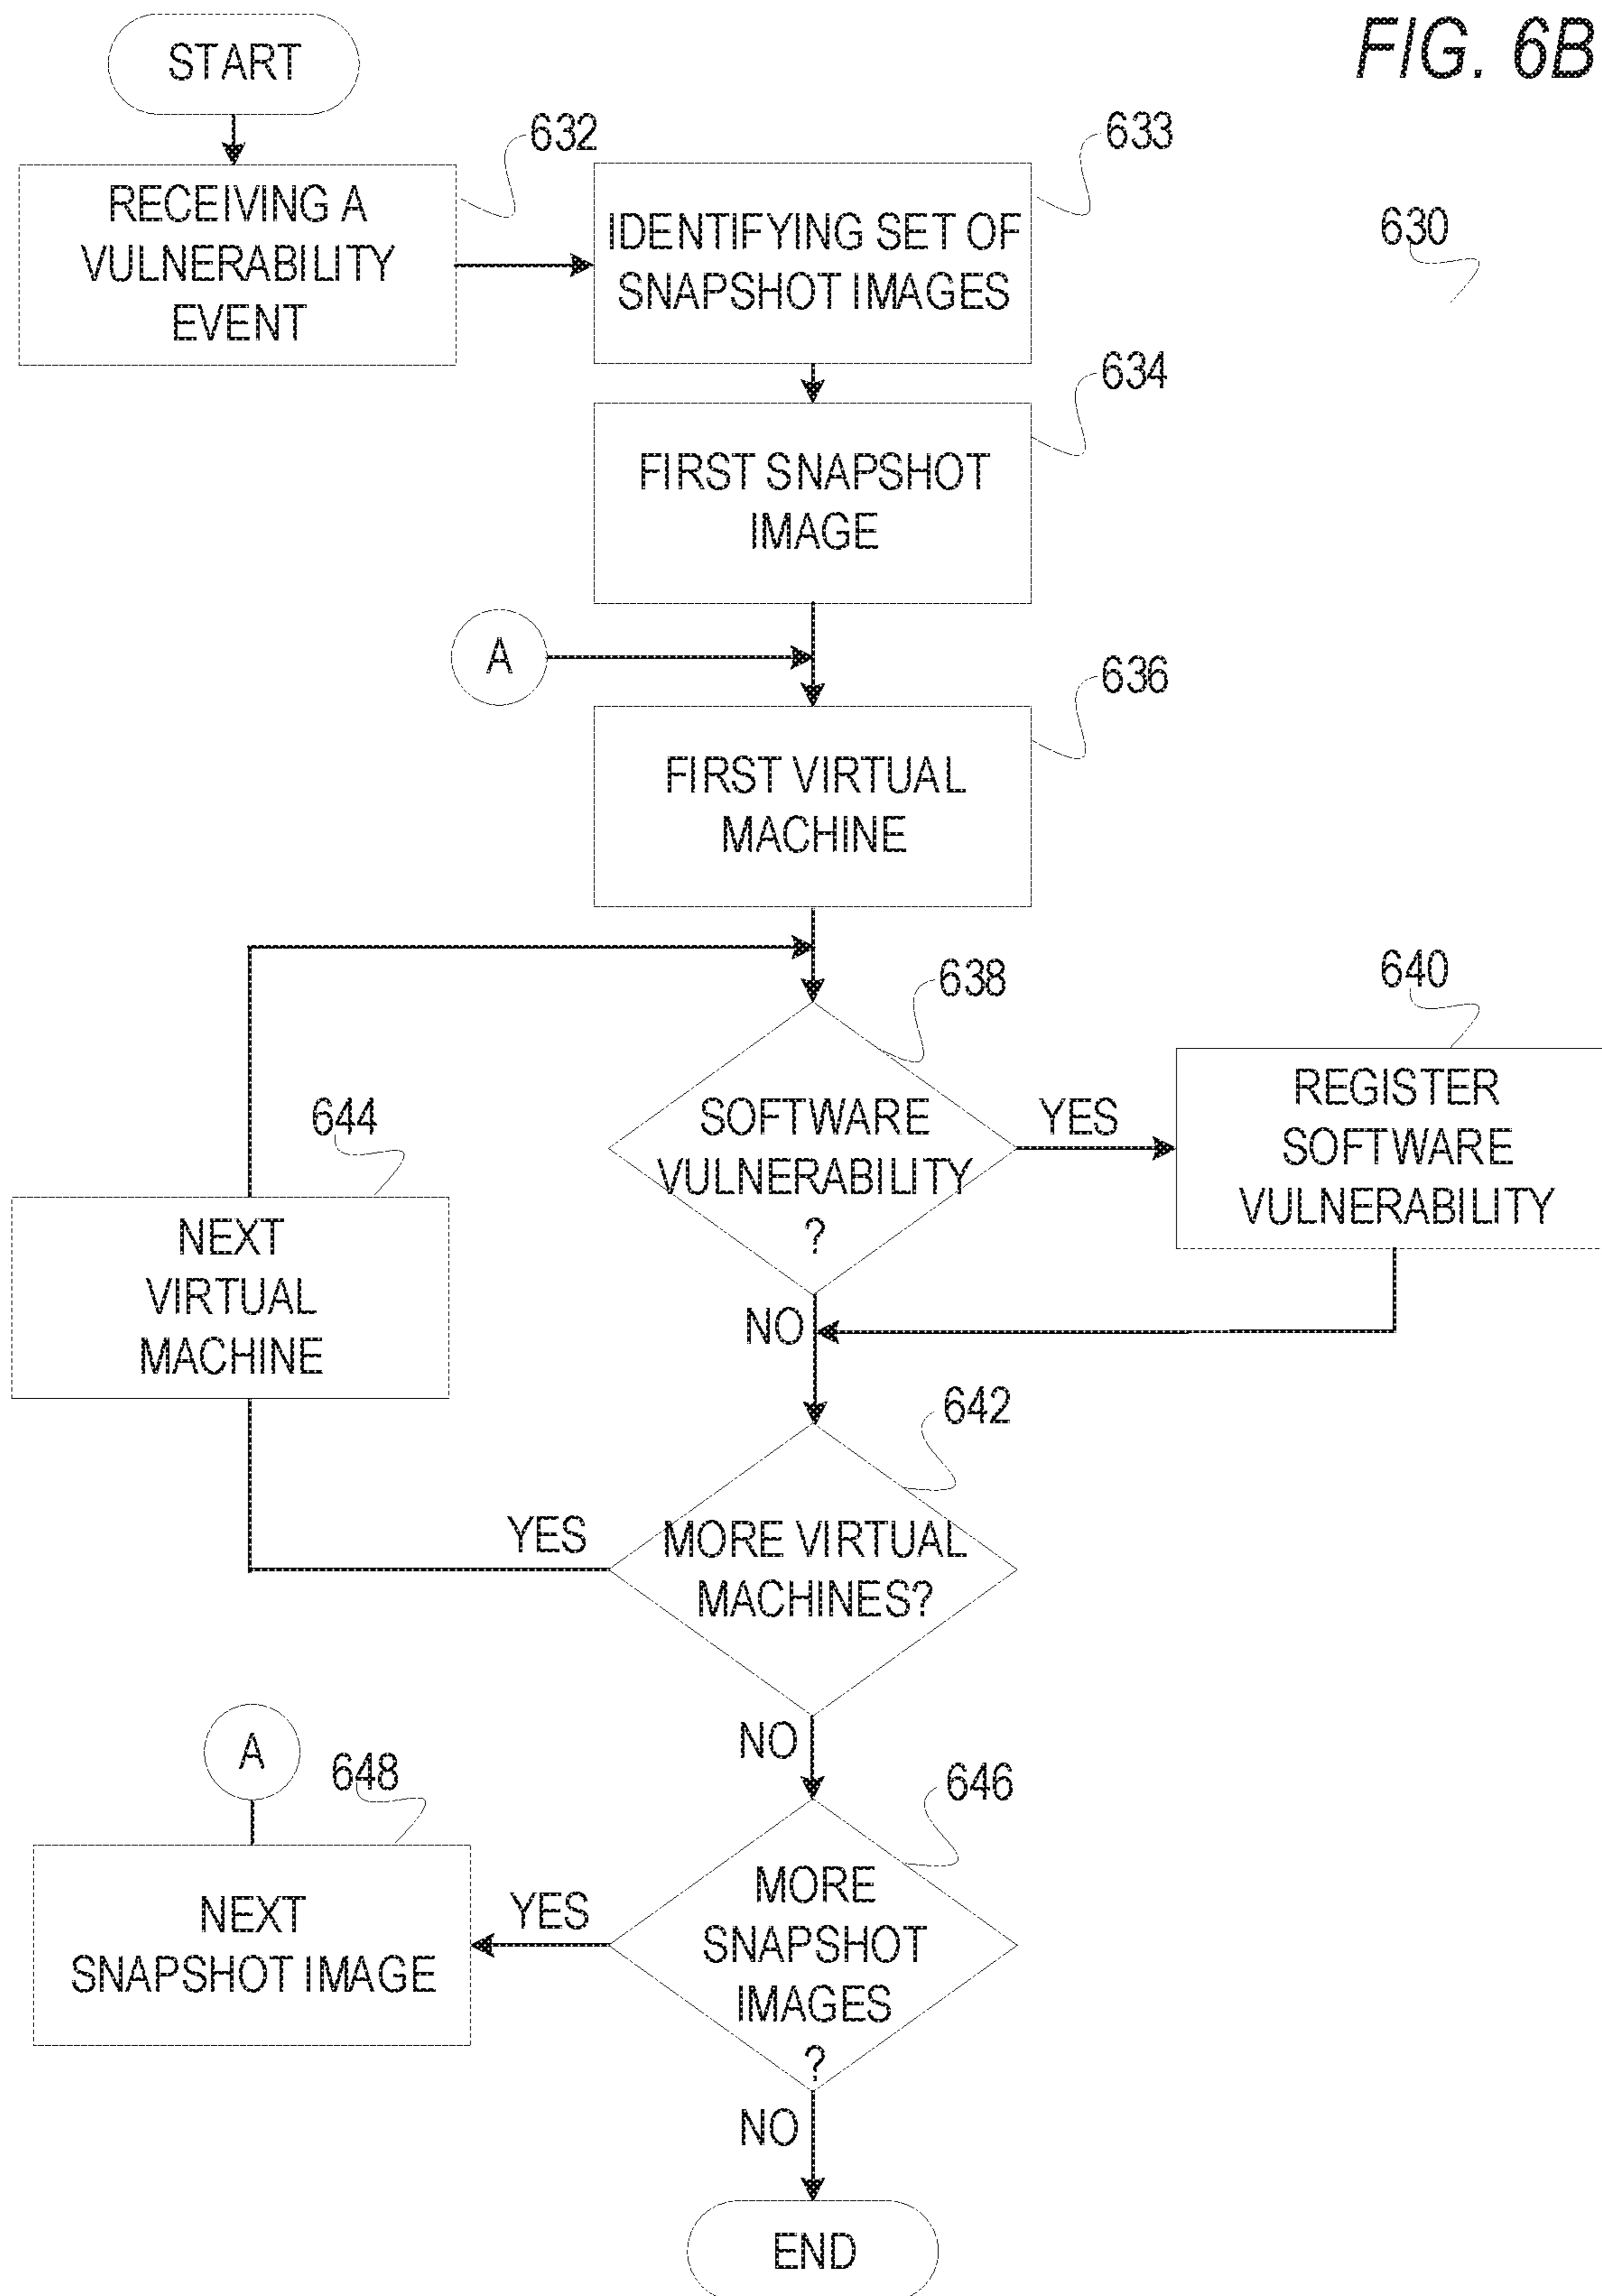 FIG. 6B
START
632
RECEIVING A
VULNERABILITY
EVENT
633
IDENTIFYING SET OF
SNAPSHOT IMAGES
630
634
FIRST SNAPSHOT
IMAGE
A
636
FIRST VIRTUAL
MACHINE
638
SOFTWARE
VULNERABILITY
?
YES
640
REGISTER
SOFTWARE
VULNERABILITY
644
NEXT
VIRTUAL
MACHINE
NO
642
MORE VIRTUAL
MACHINES?
YES
NO
A
648
NEXT
SNAPSHOT IMAGE
YES
646
MORE
SNAPSHOT
IMAGES
?
NO
END